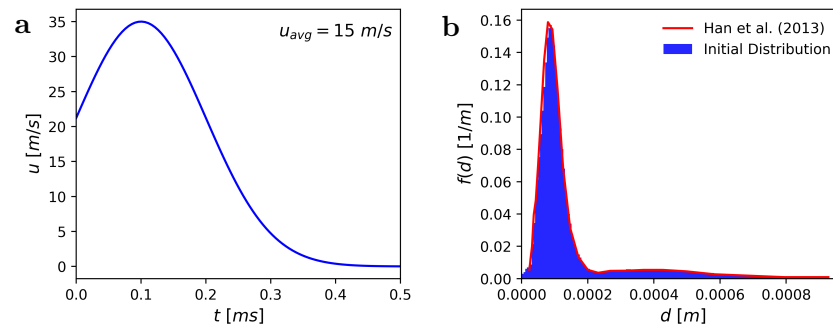 a
u_avg = 15 m/s
u [m/s]
35
30
25
20
15
10
5
0
0.0 0.1 0.2 0.3 0.4 0.5
t [ms]
b
Han et al. (2013)
Initial Distribution
f(d) [1/m]
0.16
0.14
0.12
0.10
0.08
0.06
0.04
0.02
0.00
0.0000 0.0002 0.0004 0.0006 0.0008
d [m]